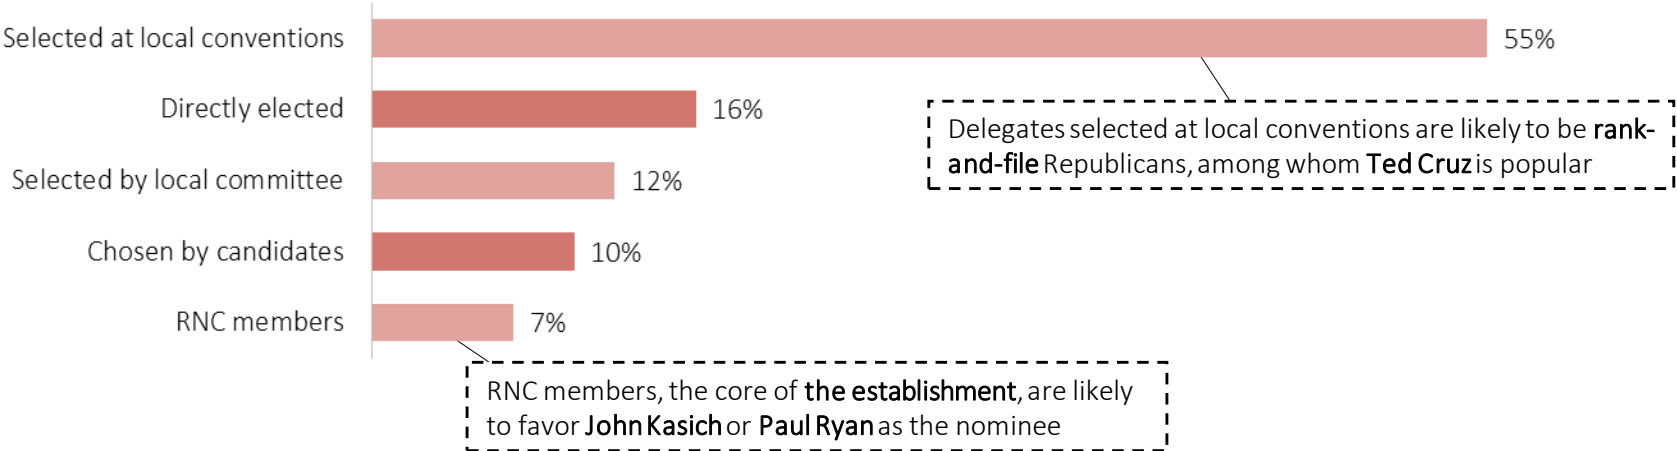 Selected at local conventions
55%
Directly elected
16%
Delegates selected at local conventions are likely to be rank-
and-file Republicans, among whom Ted Cruz is popular
Selected by local committee
12%
Chosen by candidates
10%
RNC members
7%
RNC members, the core of the establishment, are likely
to favor John Kasich or Paul Ryan as the nominee